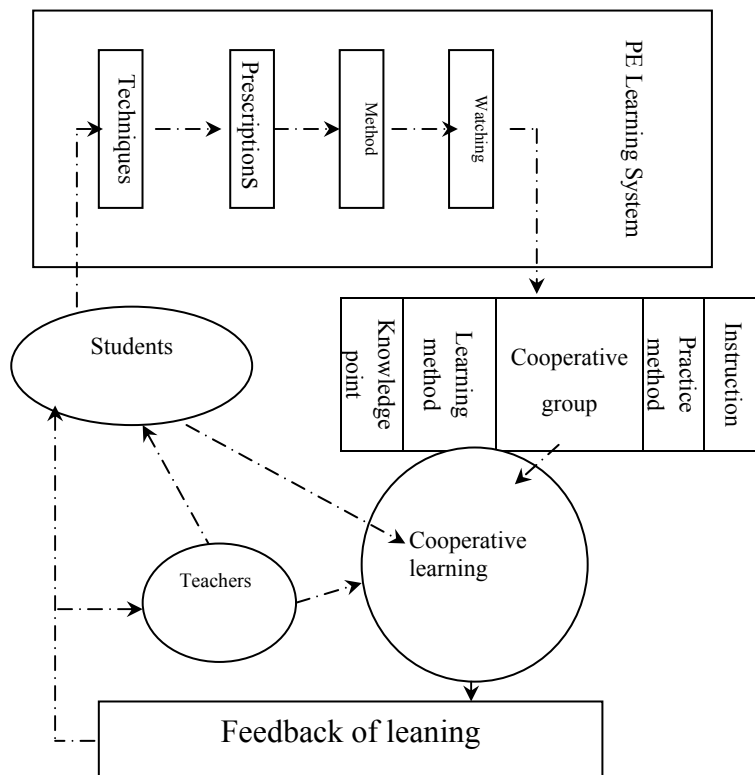 Techniques
PrescriptionS
Method
Watching
PE Learning System
Students
Knowledge
point
Learning
method
Cooperative
group
Practice
method
Instruction
Cooperative
learning
Teachers
Feedback of leaning